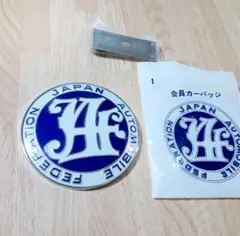 JAPAN AUTOMOBILE FEDERATION
JAF
1
会員カーバッジ
JAPAN AUTOMOBILE FEDERATION
JAF